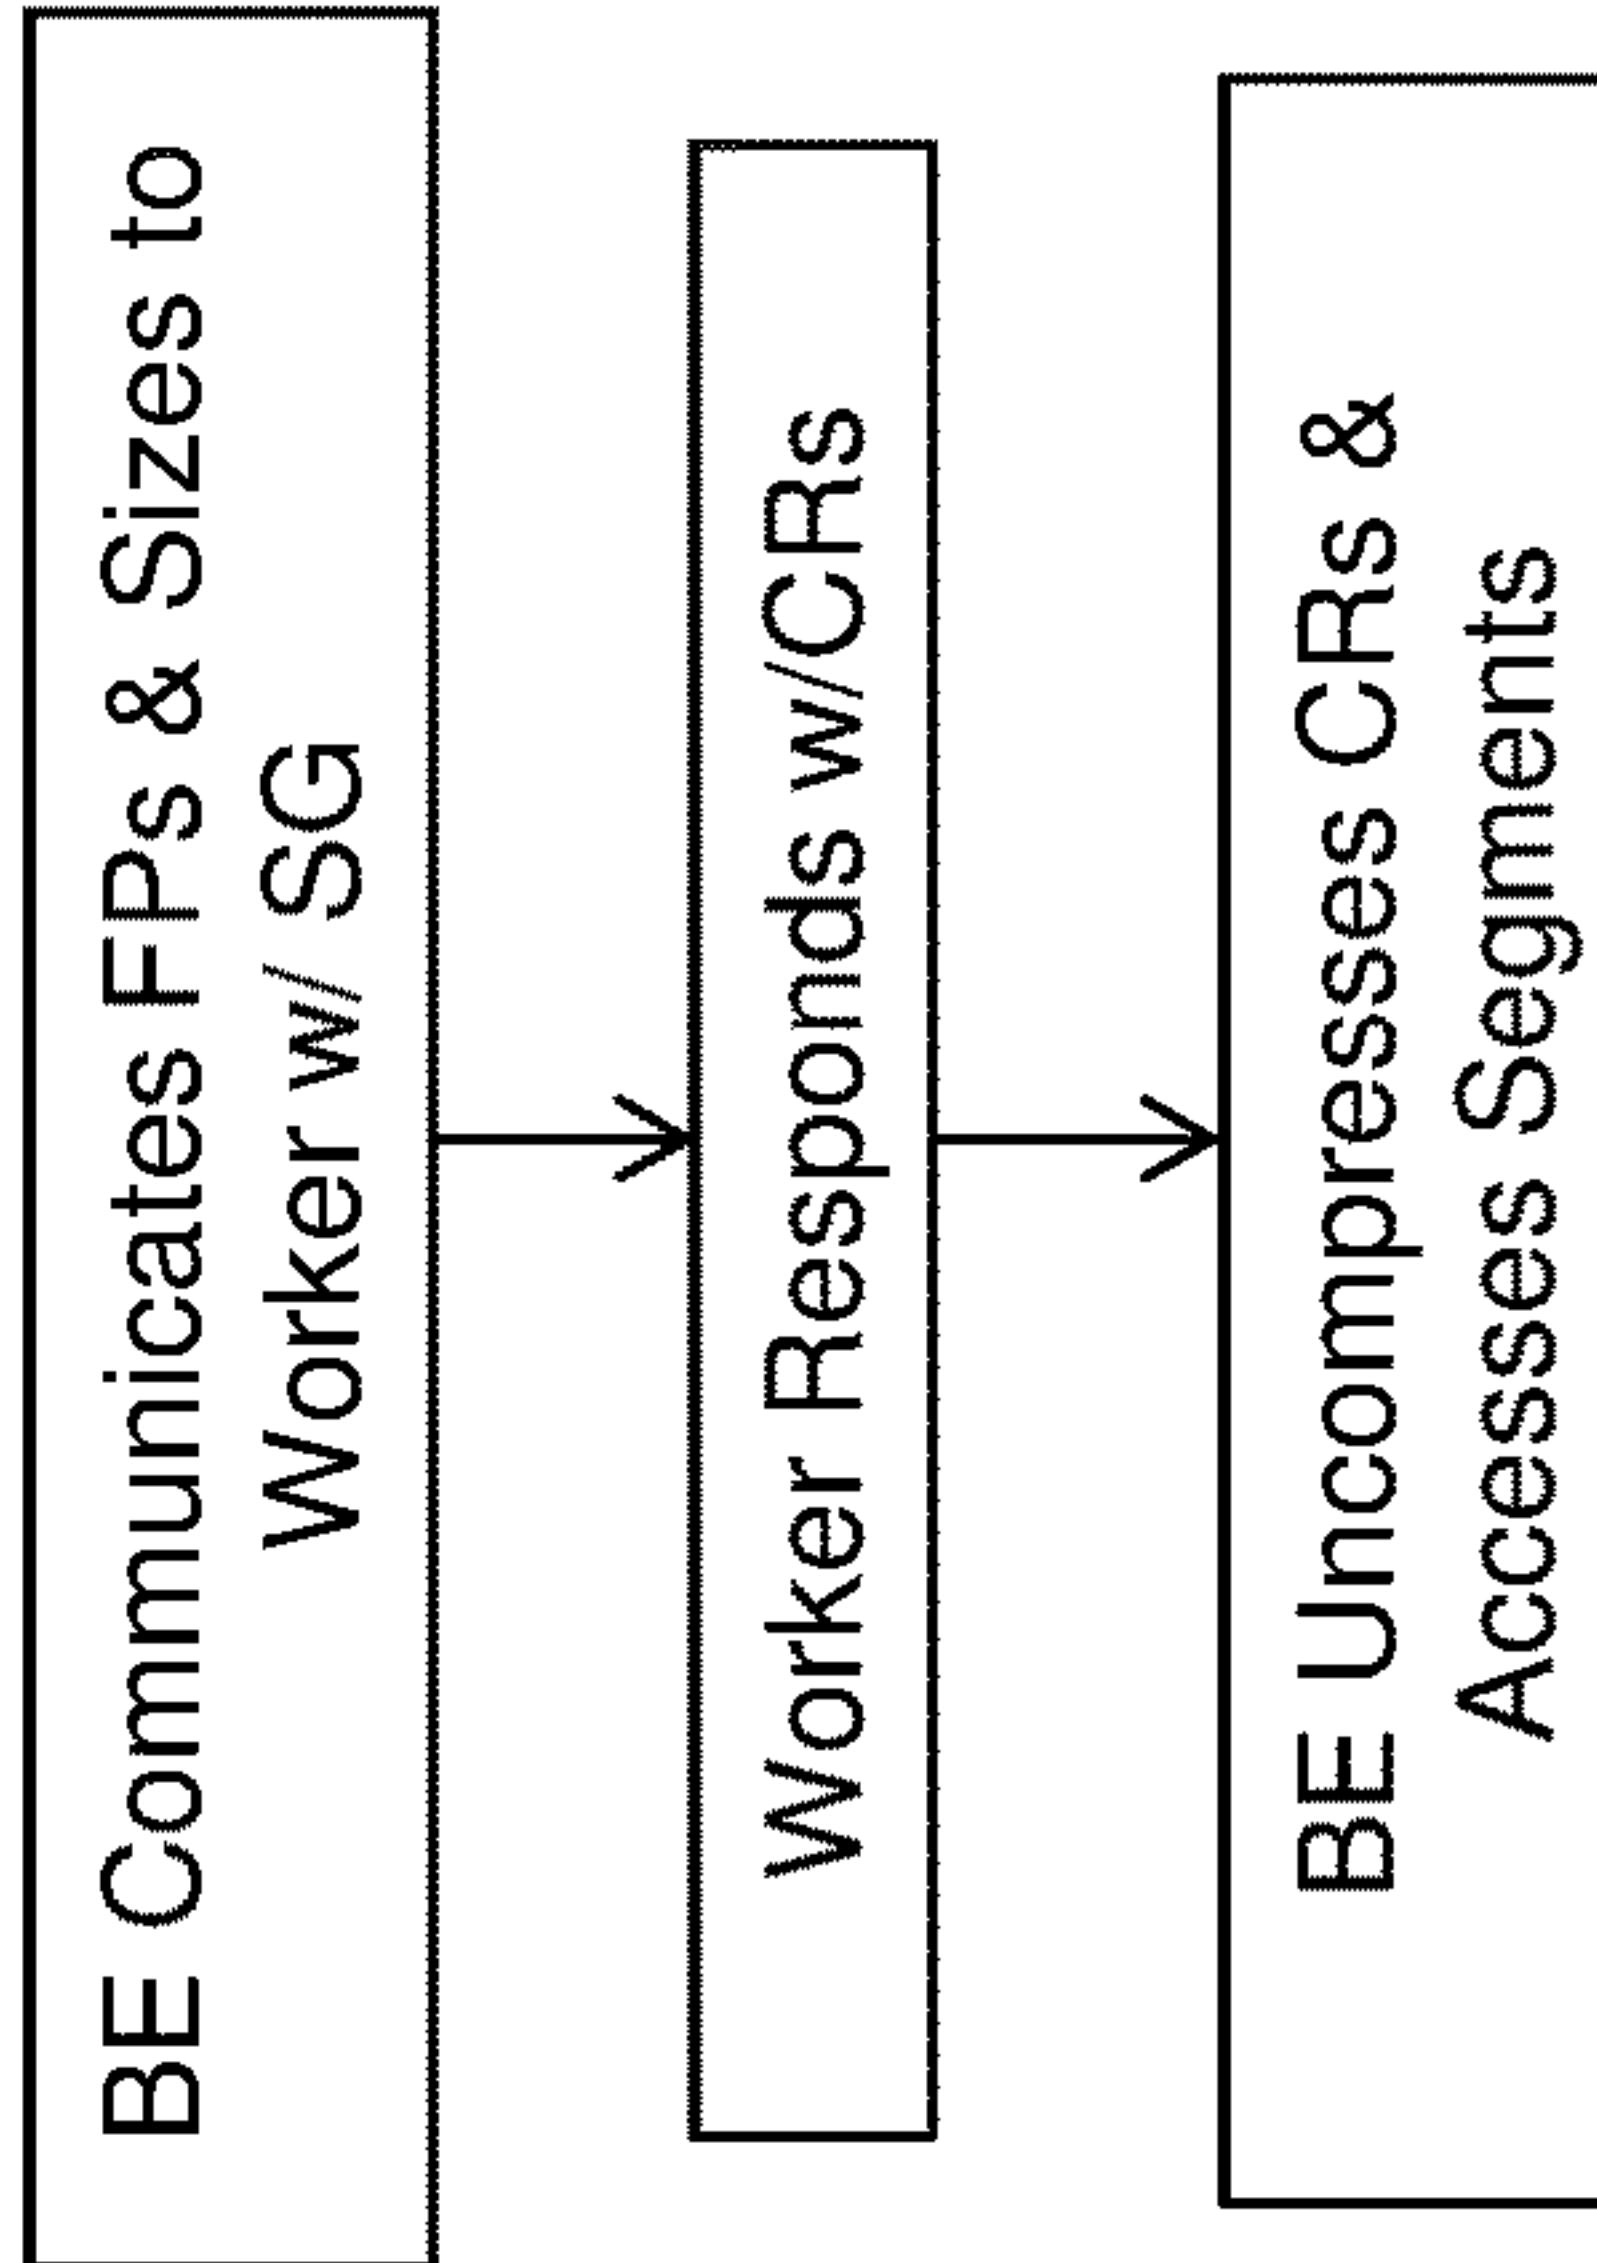 BE Communicates FPs & Sizes to
Worker w/ SG
Worker Responds w/CRs
BE Uncompresses CRs &
Accesses Segments